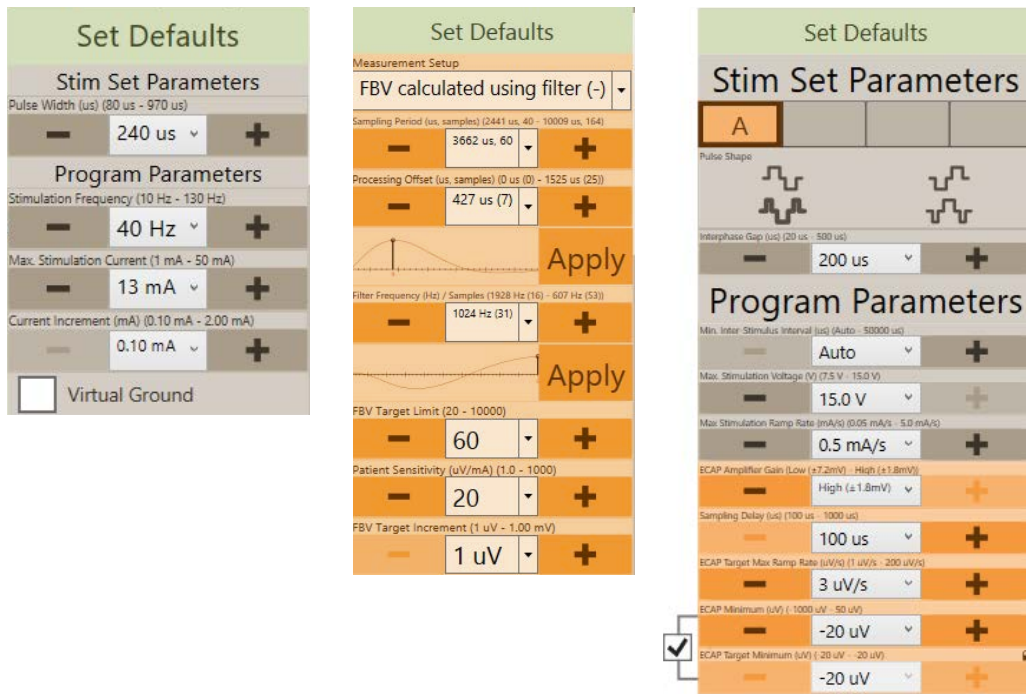 Set Defaults
Stim Set Parameters
Pulse Width (us) (80 us - 970 us)
240 us
Program Parameters
Stimulation Frequency (10 Hz - 130 Hz)
40 Hz
Max. Stimulation Current (1 mA - 50 mA)
13 mA
Current Increment (mA) (0.10 mA - 2.00 mA)
0.10 mA
Virtual Ground
Set Defaults
Measurement Setup
FBV calculated using filter (-)
Sampling Period (us, samples) (2441 us, 40 - 10009 us, 164)
3662 us, 60
Processing Offset (us, samples) (0 us (0) - 1525 us (25))
427 us (7)
Apply
Filter Frequency (Hz) / Samples (1928 Hz (16) - 607 Hz (53))
1024 Hz (31)
Apply
FBV Target Limit (20 - 10000)
60
Patient Sensitivity (uV/mA) (1.0 - 1000)
20
FBV Target Increment (1 uV - 1.00 mV)
1 uV
Set Defaults
Stim Set Parameters
A
Pulse Shape
Interphase Gap (us) (20 us - 500 us)
200 us
Program Parameters
Min. Inter-Stimulus Interval (us) (Auto - 50000 us)
Auto
Max. Stimulation Voltage (V) (7.5 V - 15.0 V)
15.0 V
Max Stimulation Ramp Rate (mA/s) (0.05 mA/s - 5.0 mA/s)
0.5 mA/s
ECAP Amplifier Gain (Low (±7.2mV) - High (±1.8mV))
High (±1.8mV)
Sampling Delay (us) (100 us - 1000 us)
100 us
ECAP Target Max Ramp Rate (uV/s) (1 uV/s - 200 uV/s)
3 uV/s
ECAP Minimum (uV) (-1000 uV - 50 uV)
-20 uV
ECAP Target Minimum (uV) (-20 uV - -20 uV)
-20 uV